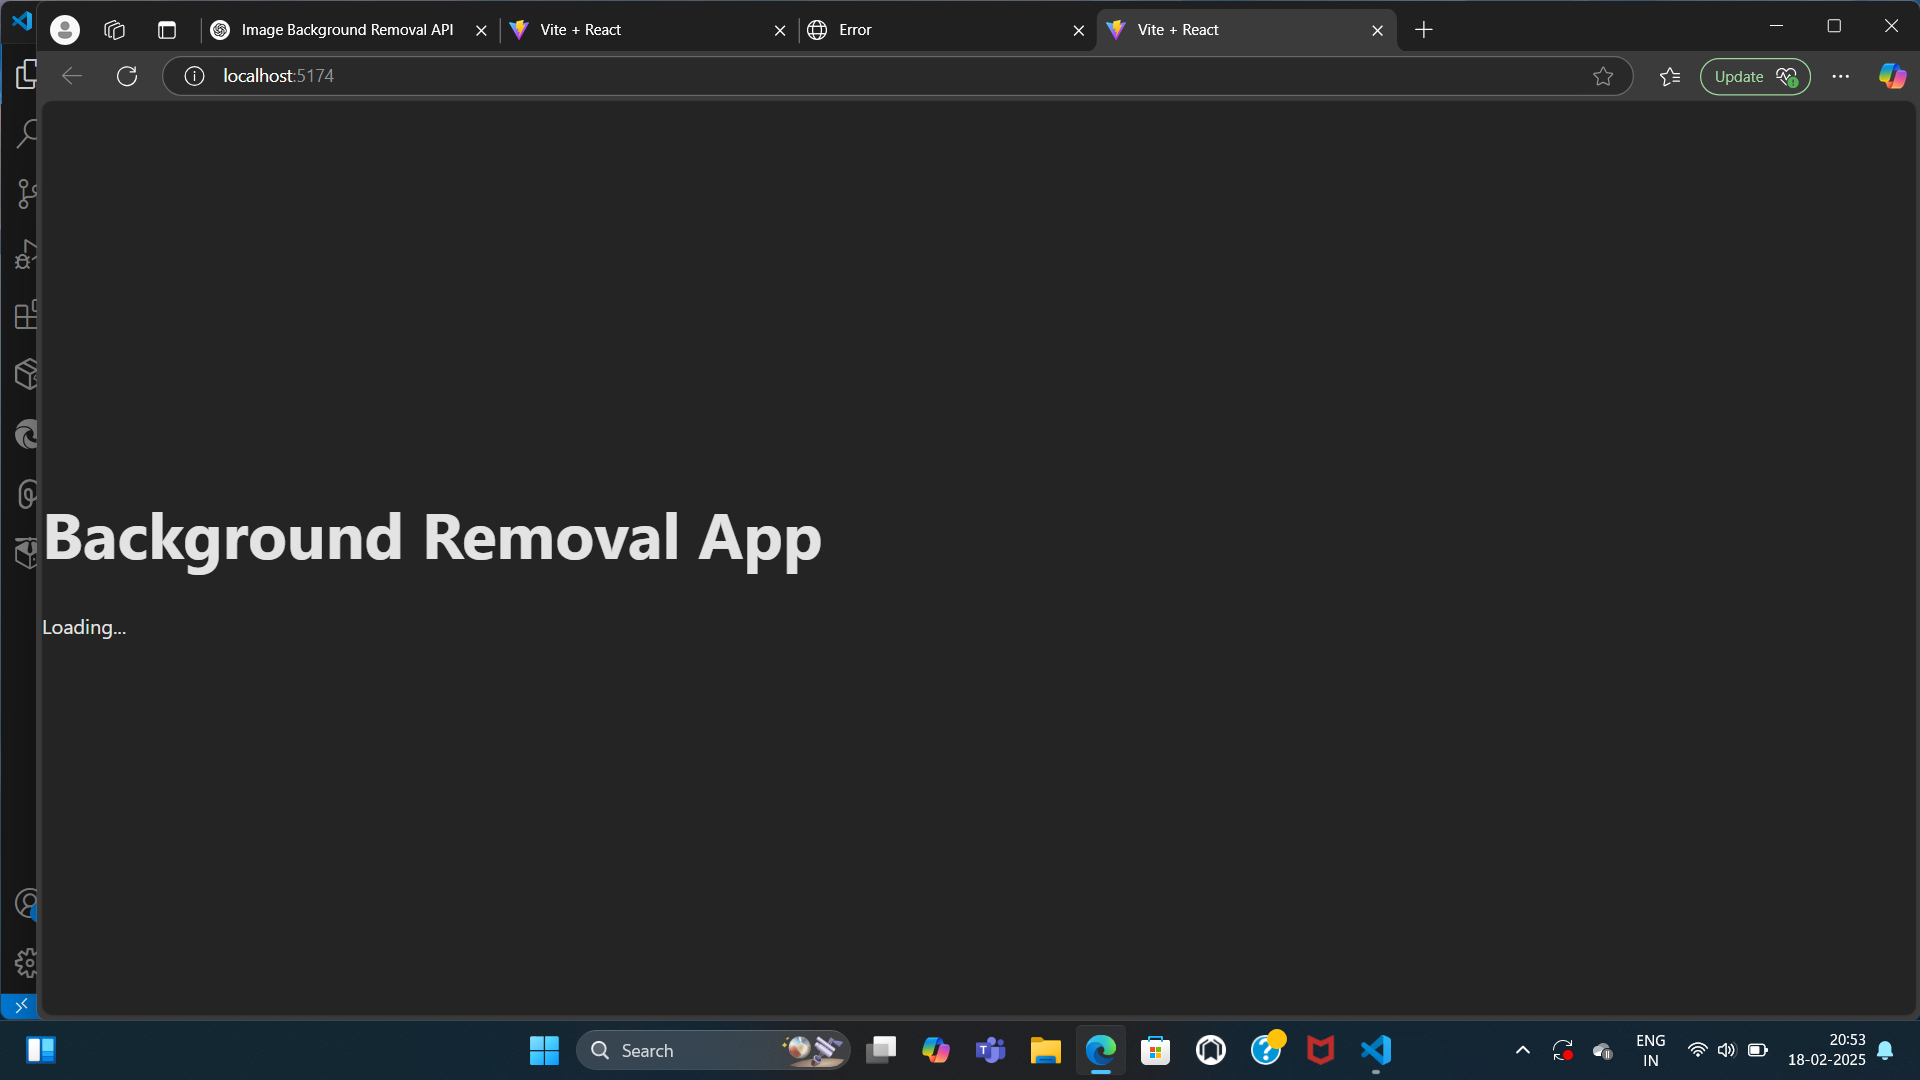 Image Background Removal API
Vite + React
Error
Vite + React
localhost:5174
Update
Background Removal App
Loading...
Search
ENG
IN
20:53
18-02-2025